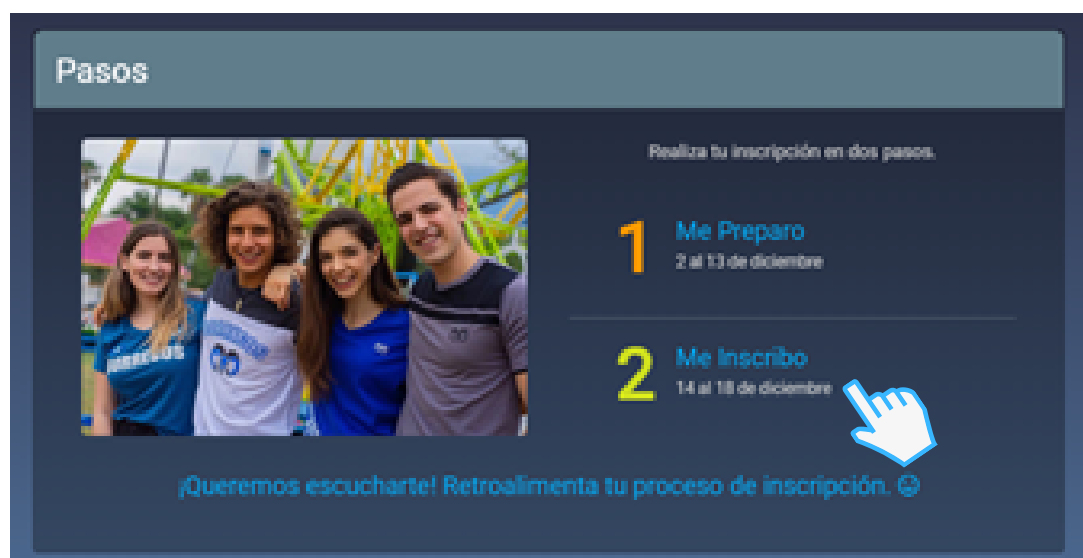 Pasos
Realiza tu inscripción en dos pasos.
1 Me Preparo
2 al 13 de diciembre
2 Me Inscribo
14 al 18 de diciembre
BORREGOS
¡Queremos escucharte! Retroalimenta tu proceso de inscripción.